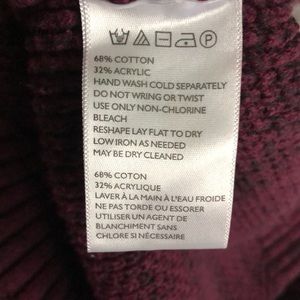 P
68% COTTON
32% ACRYLIC
HAND WASH COLD SEPARATELY
DO NOT WRING OR TWIST
USE ONLY NON-CHLORINE
BLEACH
RESHAPE LAY FLAT TO DRY
LOW IRON AS NEEDED
MAY BE DRY CLEANED
68% COTON
32% ACRYLIQUE
LAVER À LA MAIN À L'EAU FROIDE
NE PAS TORDE OU ESSORER
UTILISER UN AGENT DE
BLANCHIMENT SANS
CHLORE SI NÉCESSAIRE